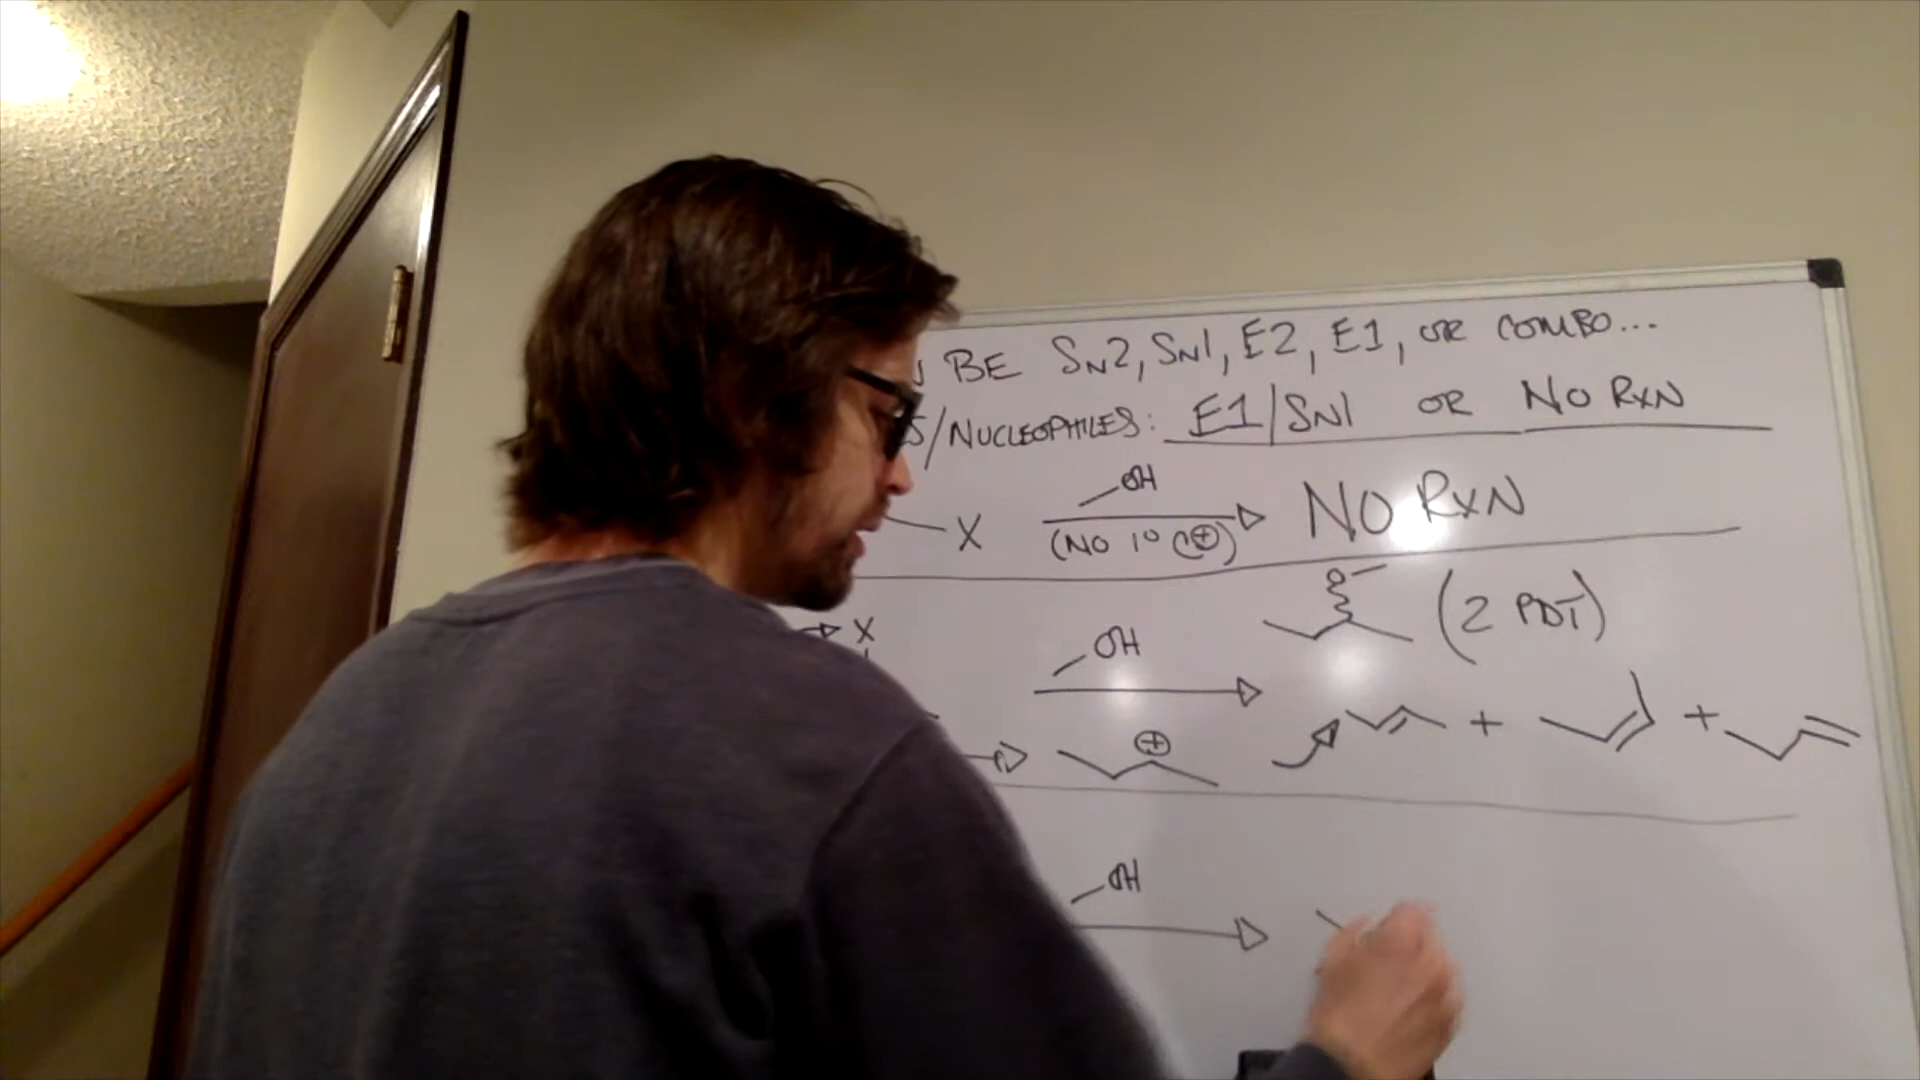 BE SN2, SN1, E2, E1, OR COMBO...
/NUCLEOPHILES: E1/SN1 OR NO RXN
X OH (NO 1° C⊕) NO RXN
O (2 PDT)
X OH
⊕ + +
OH